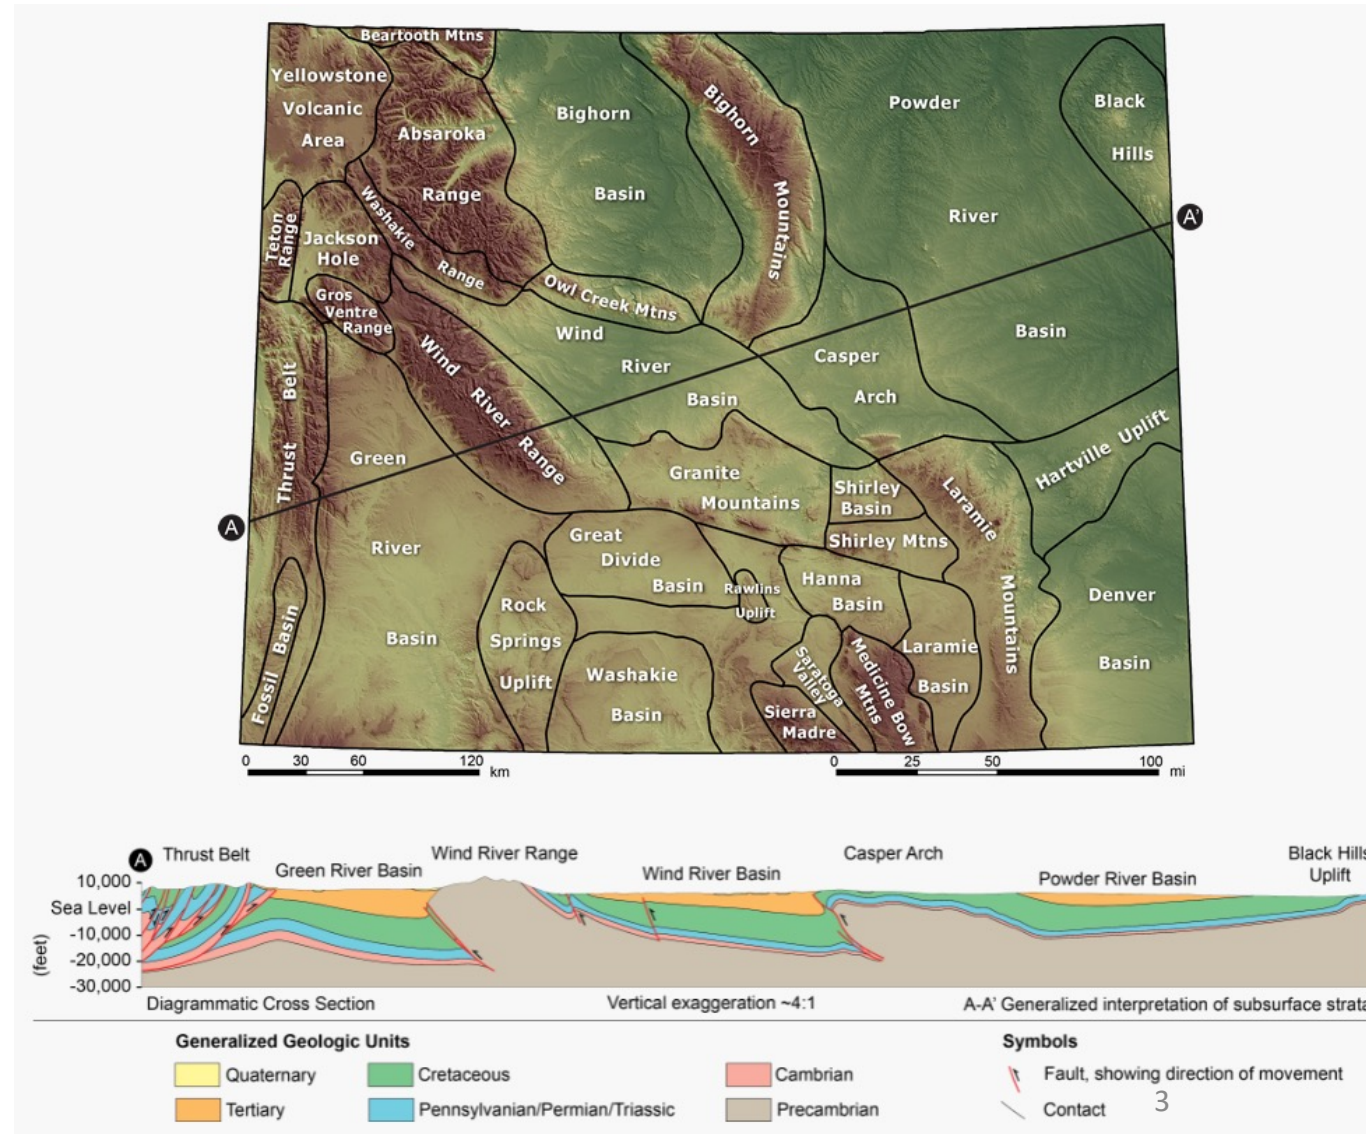 Beartooth Mtns
Yellowstone
Volcanic
Area
Absaroka
Range
Bighorn
Basin
Bighorn
Mountains
Powder
River
Basin
Black
Hills
A'
Teton
Range
Jackson
Hole
Washakie
Range
Gros
Ventre
Range
Owl Creek Mtns
Wind
River
Basin
Wind River Range
Casper
Arch
Thrust Belt
Green
River
Basin
A
Granite
Mountains
Shirley
Basin
Shirley Mtns
Laramie
Mountains
Hartville Uplift
Great
Divide
Basin
Rawlins
Uplift
Hanna
Basin
Rock
Springs
Uplift
Washakie
Basin
Saratoga
Valley
Sierra
Madre
Medicine Bow
Mtns
Laramie
Basin
Denver
Basin
Fossil Basin
0 30 60 120
km
0 25 50 100
mi
A
Thrust Belt
Green River Basin
Wind River Range
Wind River Basin
Casper Arch
Powder River Basin
Black Hills
Uplift
10,000
Sea Level
-10,000
-20,000
-30,000
(feet)
Diagrammatic Cross Section
Vertical exaggeration ~4:1
A-A' Generalized interpretation of subsurface strata
Generalized Geologic Units
Quaternary
Cretaceous
Cambrian
Tertiary
Pennsylvanian/Permian/Triassic
Precambrian
Symbols
Fault, showing direction of movement
Contact
3